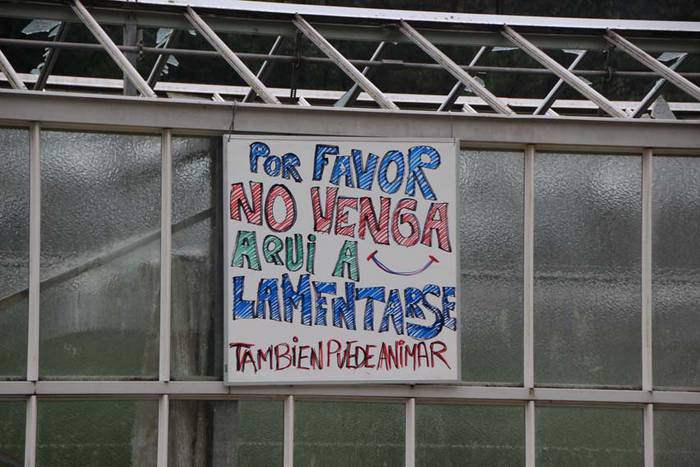 POR FAVOR
NO VENGA
AQUI A
LAMENTARSE
TAMBIEN PUEDE ANIMAR